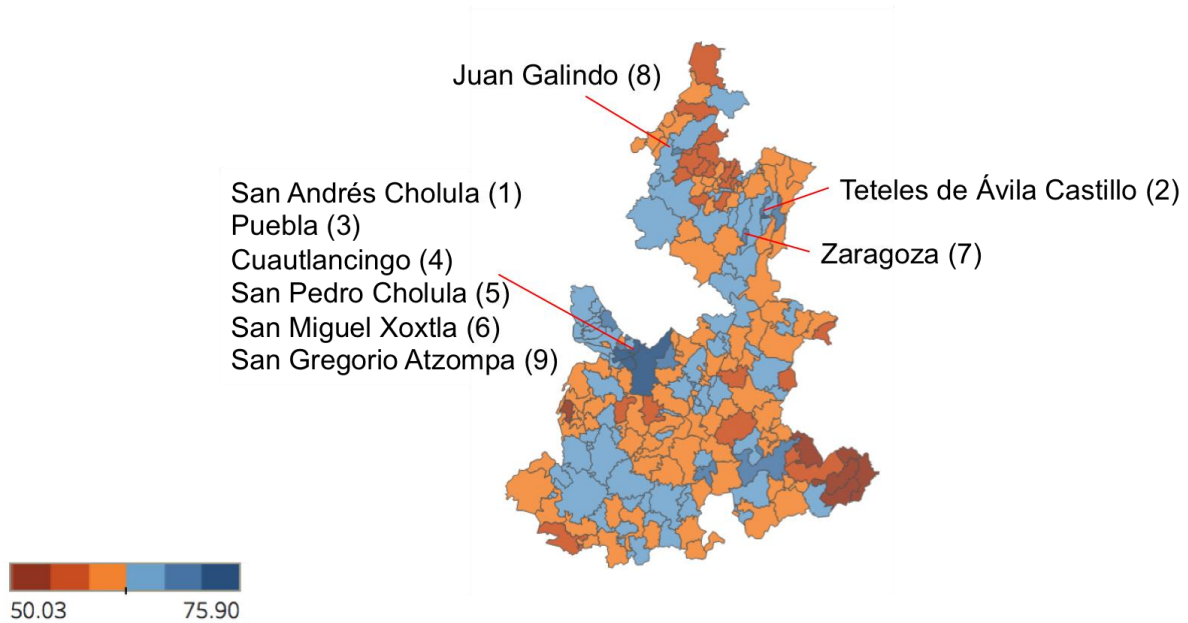 Juan Galindo (8)
San Andrés Cholula (1)
Puebla (3)
Cuautlancingo (4)
San Pedro Cholula (5)
San Miguel Xoxtla (6)
San Gregorio Atzompa (9)
Teteles de Ávila Castillo (2)
Zaragoza (7)
50.03 75.90